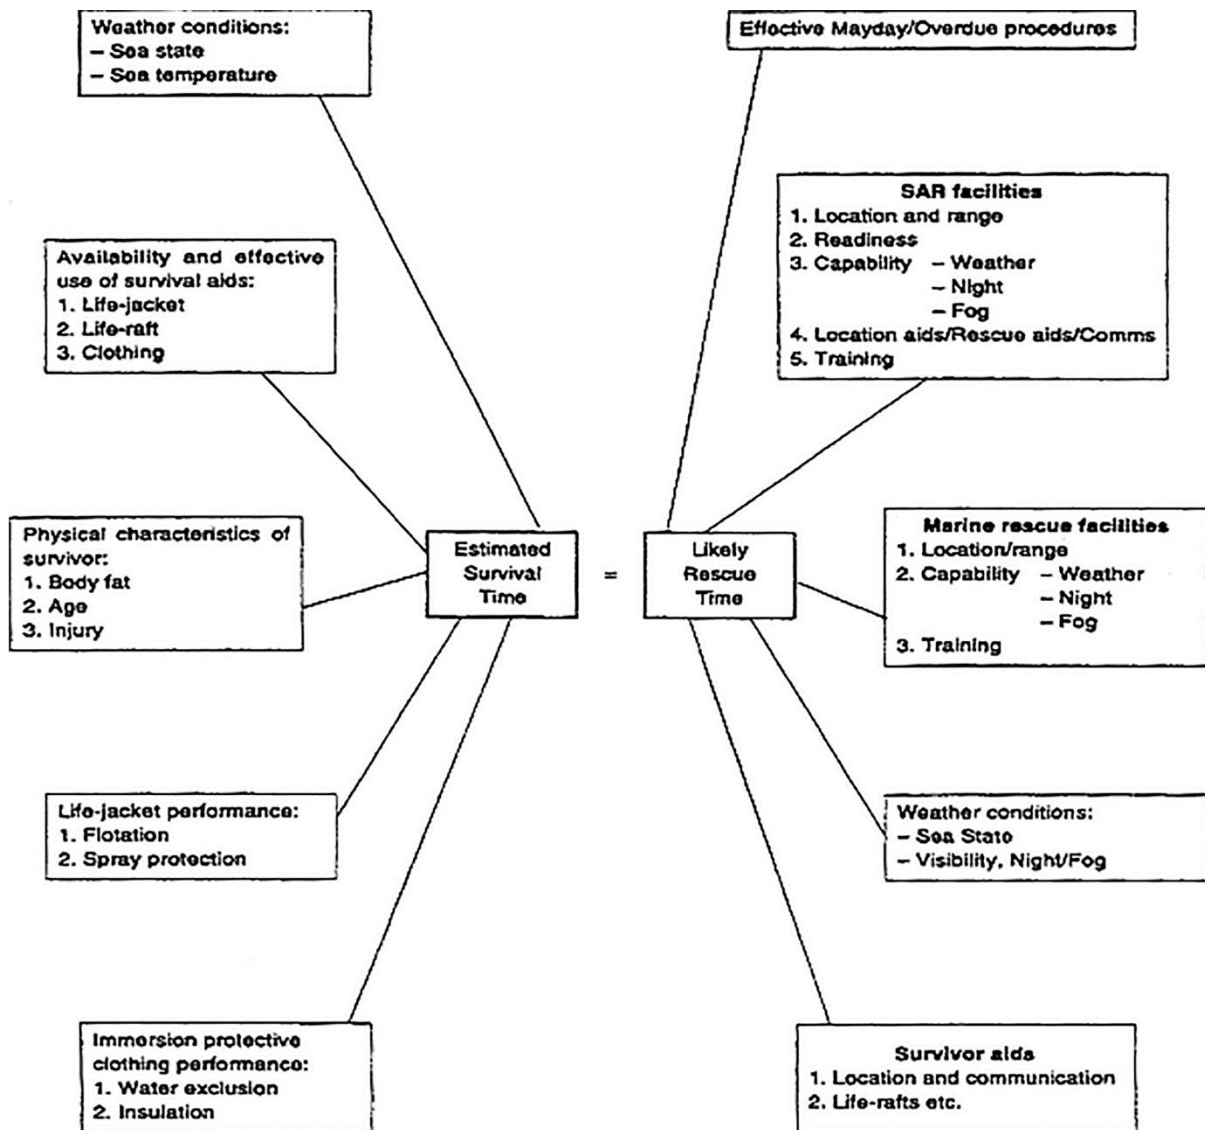 Weather conditions:
– Sea state
– Sea temperature
Effective Mayday/Overdue procedures
SAR facilities
1. Location and range
2. Readiness
3. Capability – Weather
– Night
– Fog
4. Location aids/Rescue aids/Comms
5. Training
Availability and effective
use of survival aids:
1. Life-jacket
2. Life-raft
3. Clothing
Physical characteristics of
survivor:
1. Body fat
2. Age
3. Injury
Estimated
Survival
Time
=
Likely
Rescue
Time
Marine rescue facilities
1. Location/range
2. Capability – Weather
– Night
– Fog
3. Training
Life-jacket performance:
1. Flotation
2. Spray protection
Weather conditions:
– Sea State
– Visibility, Night/Fog
Immersion protective
clothing performance:
1. Water exclusion
2. Insulation
Survivor aids
1. Location and communication
2. Life-rafts etc.